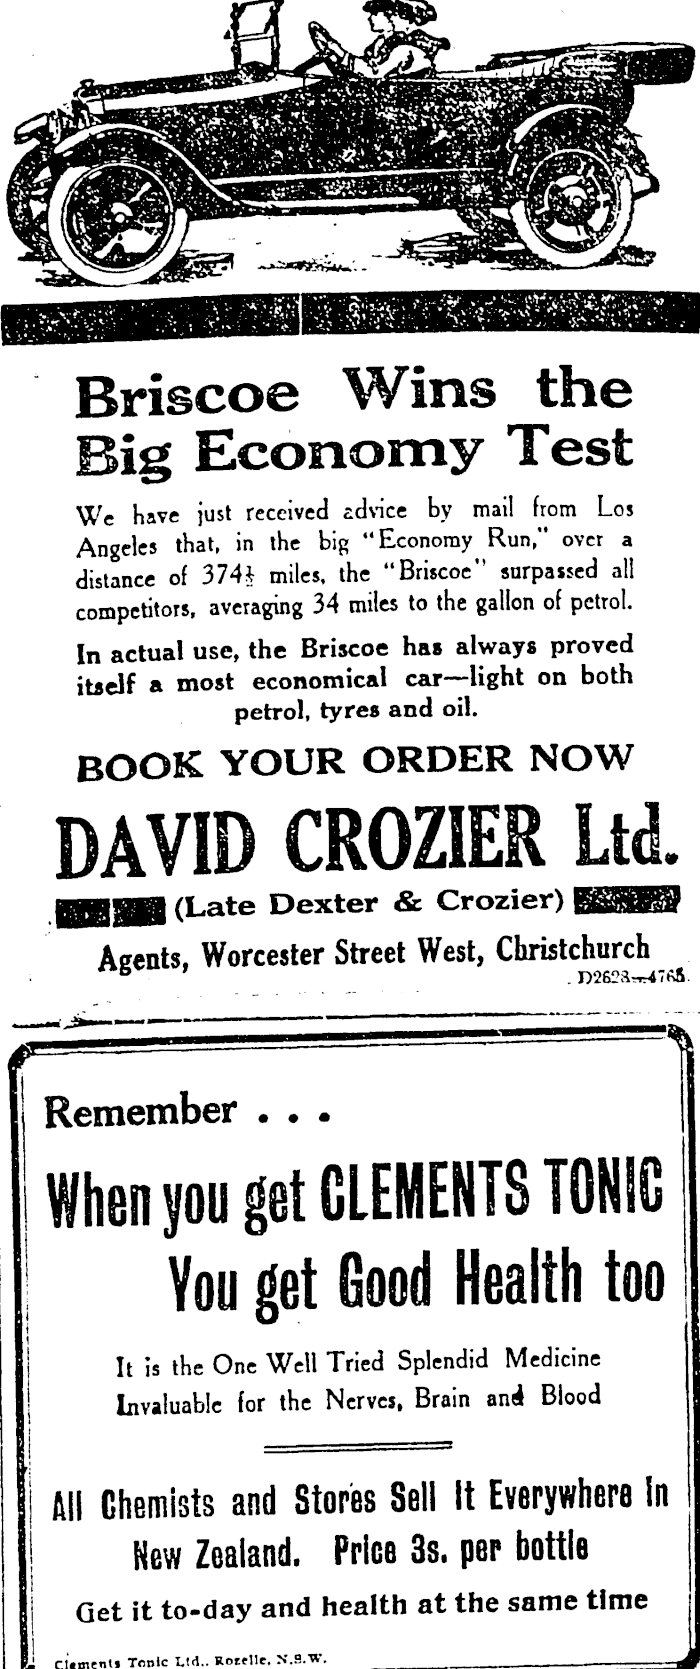 Briscoe Wins the
Big Economy Test
We have just received advice by mail from Los
Angeles that, in the big "Economy Run," over a
distance of 374½ miles, the "Briscoe" surpassed all
competitors, averaging 34 miles to the gallon of petrol.
In actual use, the Briscoe has always proved
itself a most economical car—light on both
petrol, tyres and oil.
BOOK YOUR ORDER NOW
DAVID CROZIER Ltd.
(Late Dexter & Crozier)
Agents, Worcester Street West, Christchurch
D2623—4765.
Remember . . .
When you get CLEMENTS TONIC
You get Good Health too
It is the One Well Tried Splendid Medicine
Invaluable for the Nerves, Brain and Blood
All Chemists and Stores Sell It Everywhere In
New Zealand. Price 3s. per bottle
Get it to-day and health at the same time
Clements Tonic Ltd., Rozelle, N.S.W.